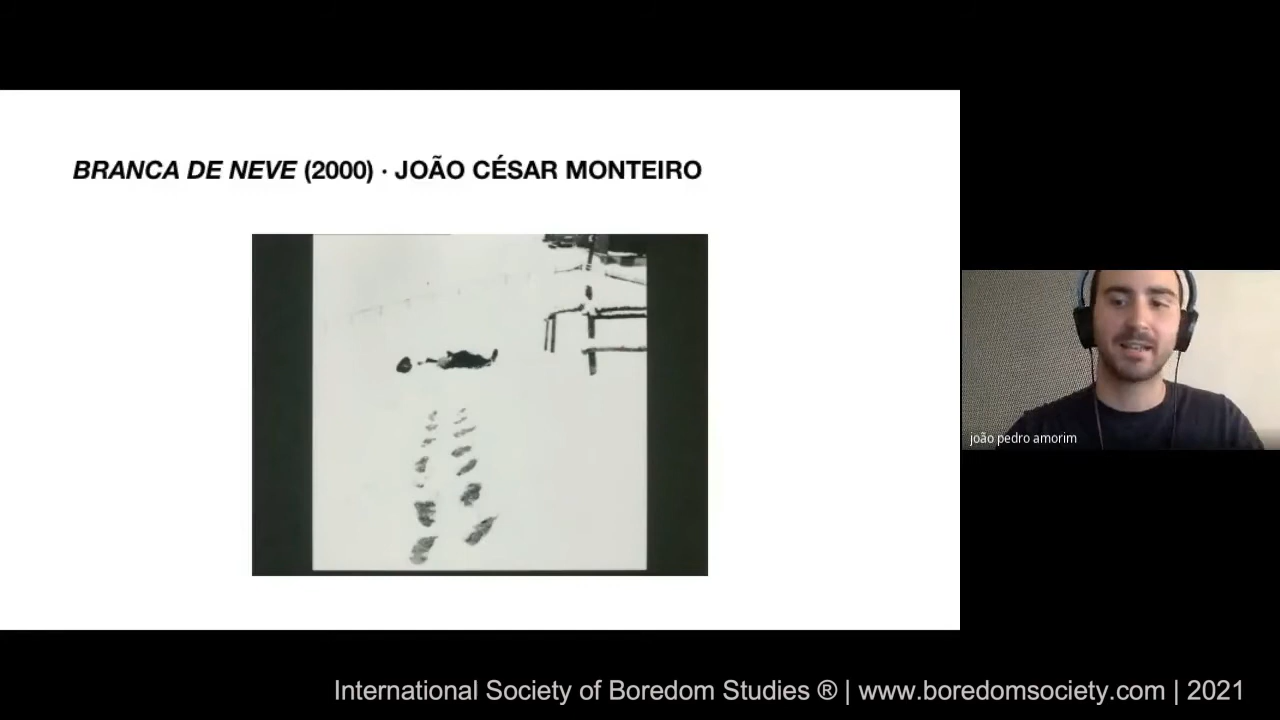 BRANCA DE NEVE (2000) · JOÃO CÉSAR MONTEIRO
joão pedro amorim
International Society of Boredom Studies ® | www.boredomsociety.com | 2021